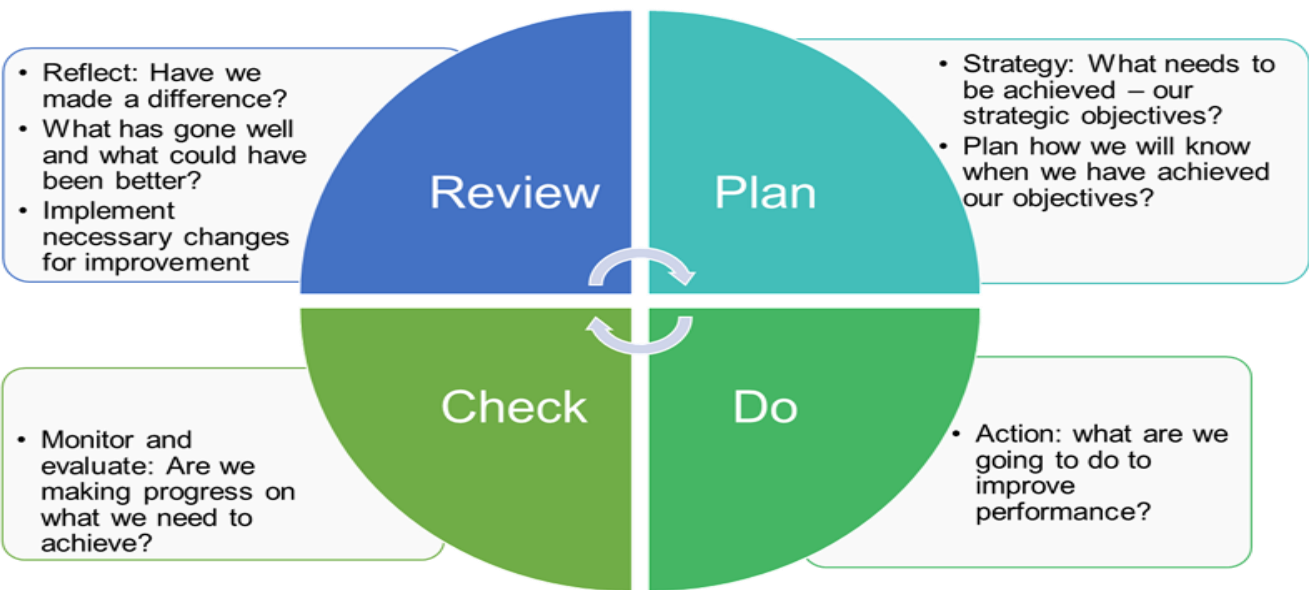 Review
• Reflect: Have we
made a difference?
• What has gone well
and what could have
been better?
• Implement
necessary changes
for improvement
Plan
• Strategy: What needs to
be achieved – our
strategic objectives?
• Plan how we will know
when we have achieved
our objectives?
Do
• Action: what are we
going to do to
improve
performance?
Check
• Monitor and
evaluate: Are we
making progress on
what we need to
achieve?